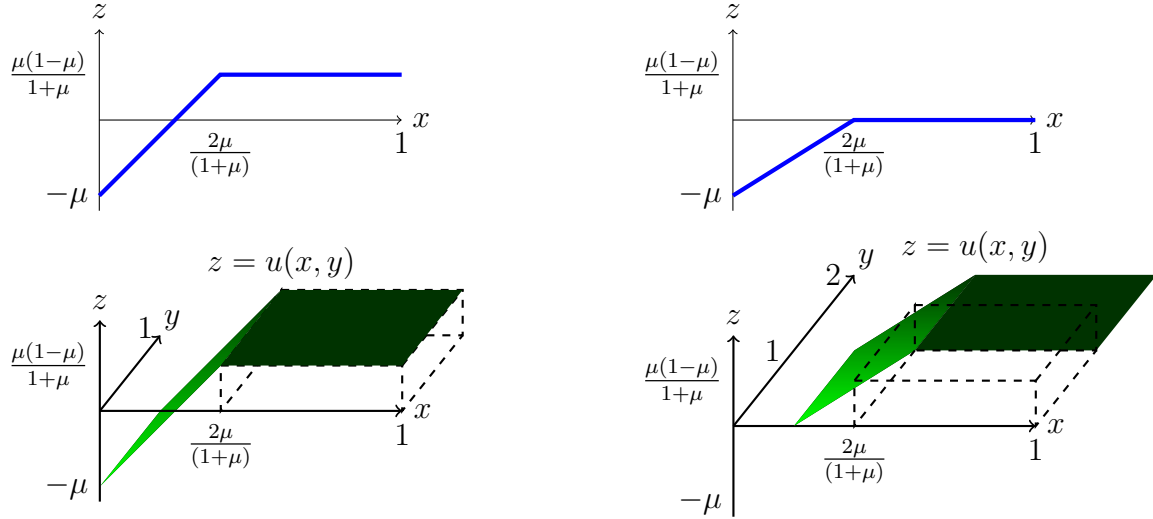 z
μ(1−μ)
1+μ
x
2μ
(1+μ)
1
−μ
z
μ(1−μ)
1+μ
x
2μ
(1+μ)
1
−μ
z = u(x, y)
z
1
y
μ(1−μ)
1+μ
x
2μ
(1+μ)
1
−μ
z = u(x, y)
y
2
z
1
μ(1−μ)
1+μ
x
2μ
(1+μ)
1
−μ